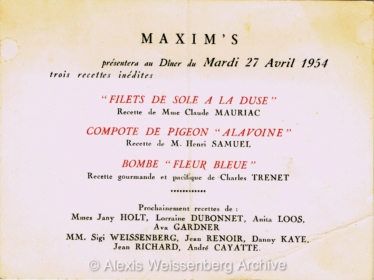 MAXIM'S
présentera au Dîner du Mardi 27 Avril 1954
trois recettes inédites
" FILETS DE SOLE A LA DUSE "
Recette de Mme Claude MAURIAC
COMPOTE DE PIGEON " ALAVOINE "
Recette de M. Henri SAMUEL
BOMBE " FLEUR BLEUE "
Recette gourmande et pacifique de Charles TRENET
............
Prochainement recettes de :
Mmes Jany HOLT, Lorraine DUBONNET, Anita LOOS,
Ava GARDNER
MM. Sigi WEISSENBERG, Jean RENOIR, Danny KAYE,
Jean RICHARD, André CAYATTE.
© Alexis Weissenberg Archive